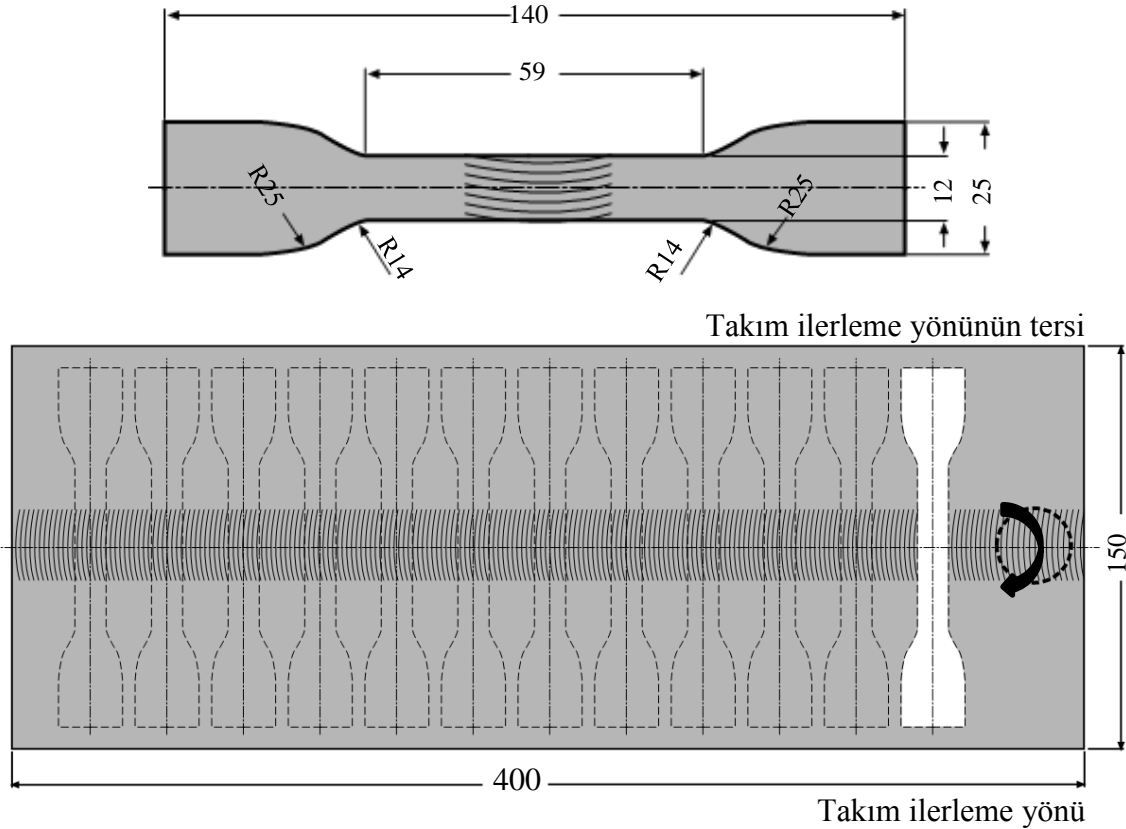 140
59
R25
R14
R14
R25
12
25
Takım ilerleme yönünün tersi
150
400
Takım ilerleme yönü